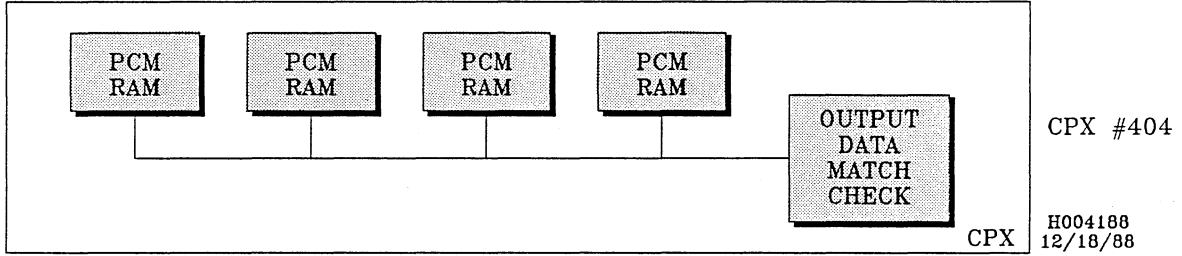 PCM
RAM
PCM
RAM
PCM
RAM
PCM
RAM
OUTPUT
DATA
MATCH
CHECK
CPX #404
CPX
H004188
12/18/88